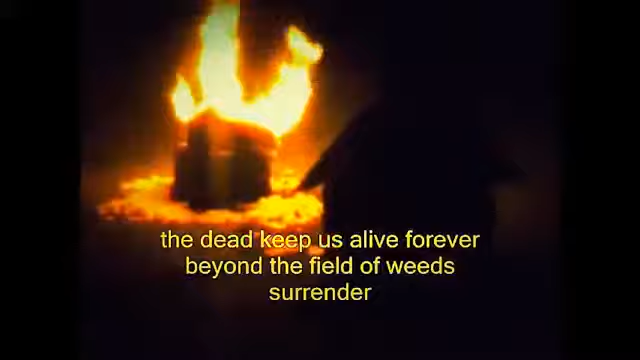 the dead keep us alive forever
beyond the field of weeds
surrender